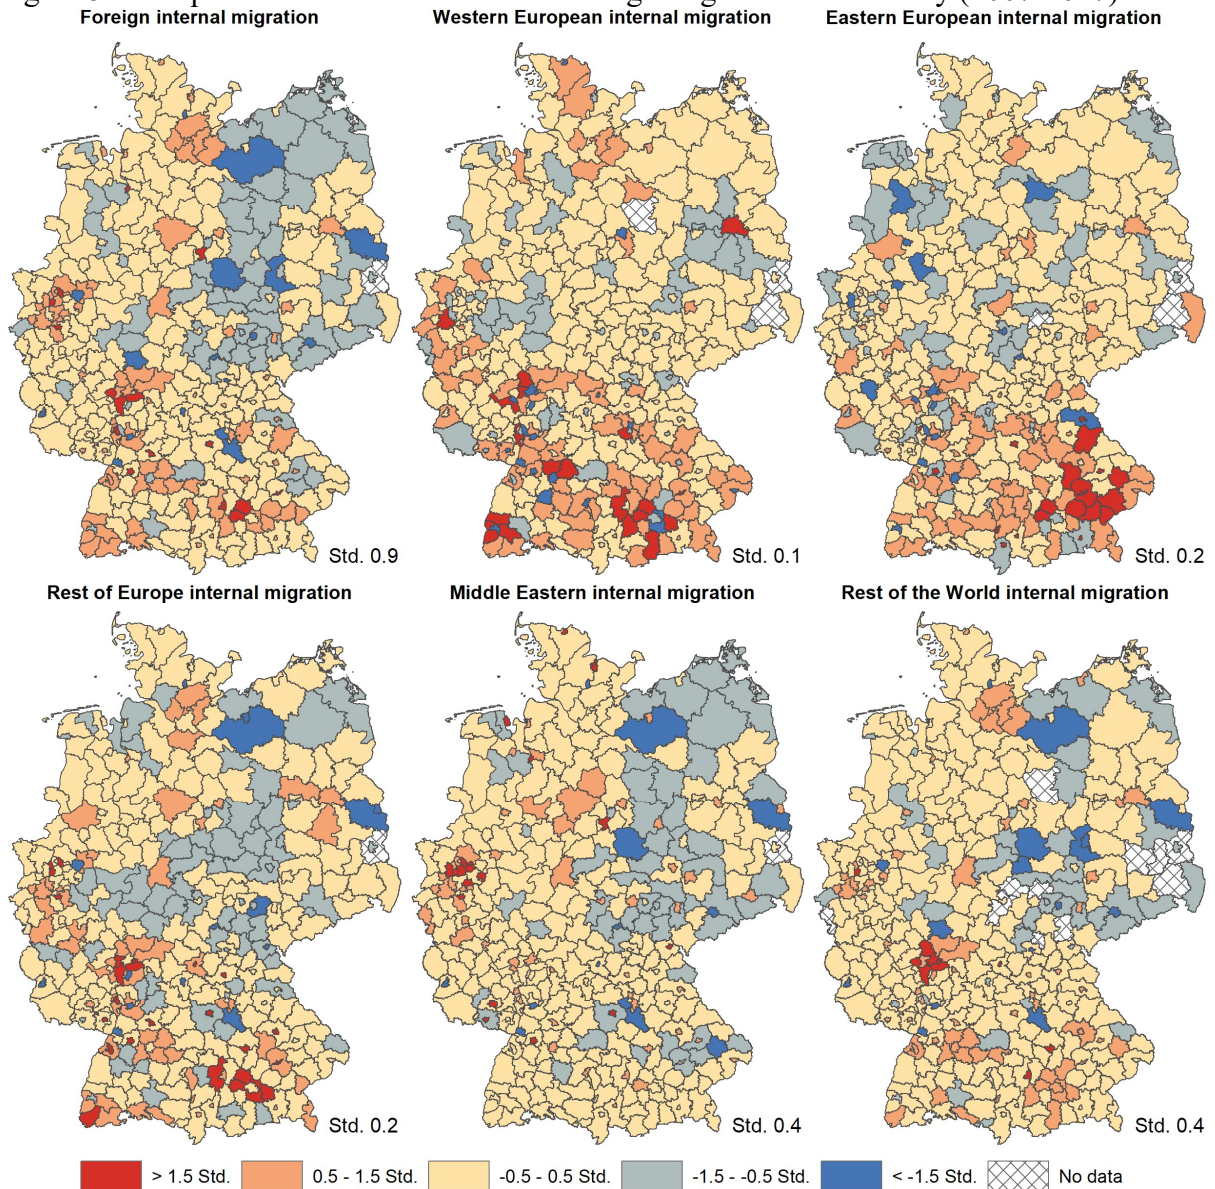 Foreign internal migration
Western European internal migration
Eastern European internal migration
Std. 0.9
Std. 0.1
Std. 0.2
Rest of Europe internal migration
Middle Eastern internal migration
Rest of the World internal migration
Std. 0.2
Std. 0.4
Std. 0.4
> 1.5 Std.
0.5 - 1.5 Std.
-0.5 - 0.5 Std.
-1.5 - -0.5 Std.
< -1.5 Std.
No data